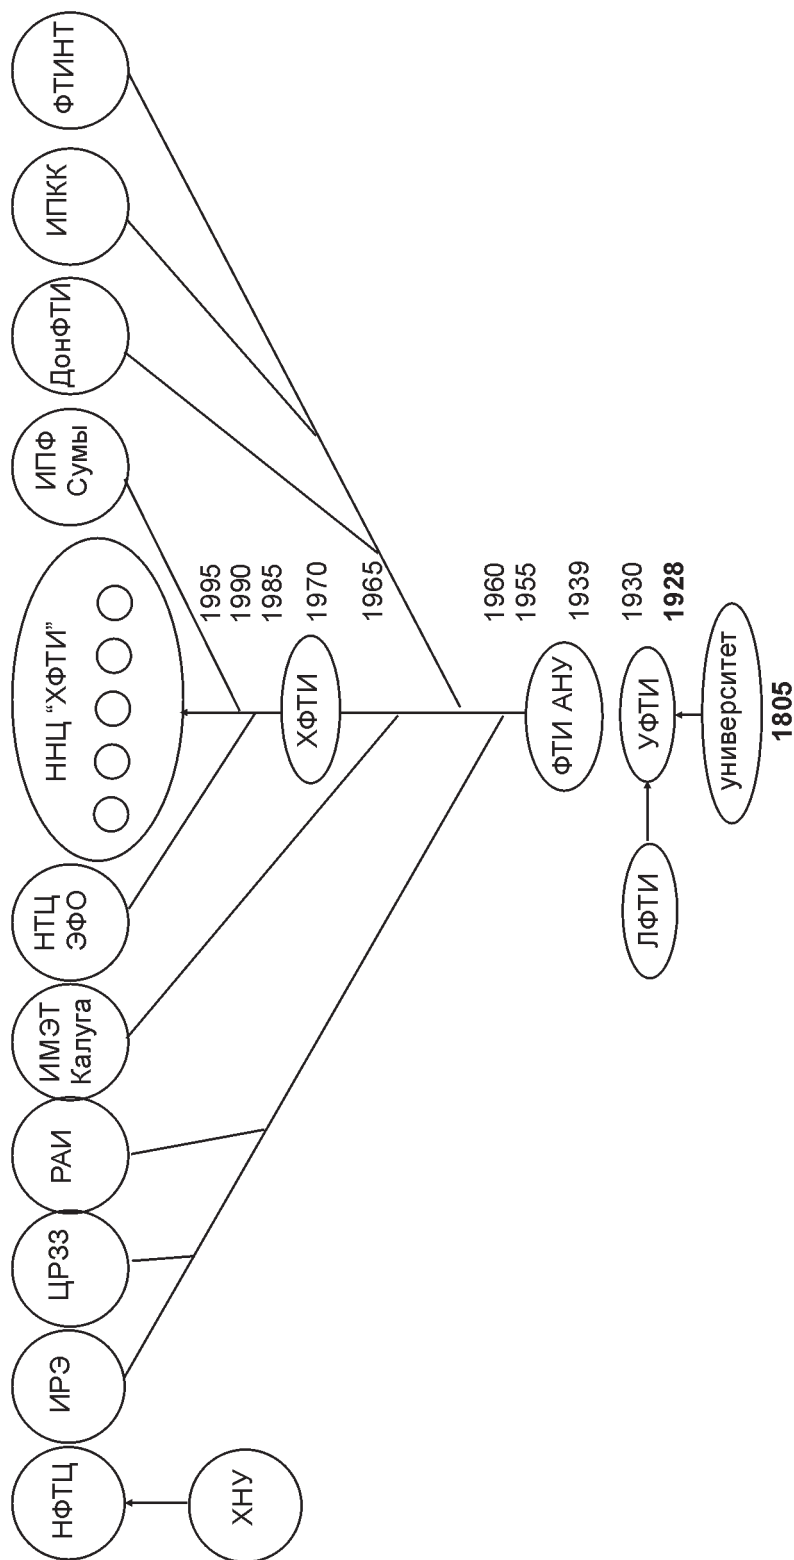 НФТЦ
ИРЭ
ЦРЗЗ
РАИ
ИМЭТ
Калуга
НТЦ
ЭФО
ННЦ “ХФТИ”
ИПФ
Сумы
ДонФТИ
ИПКК
ФТИНТ
ХНУ
1995
1990
1985
ХФТИ
1970
1965
1960
1955
ФТИ АНУ
1939
ЛФТИ
УФТИ
1930
1928
университет
1805